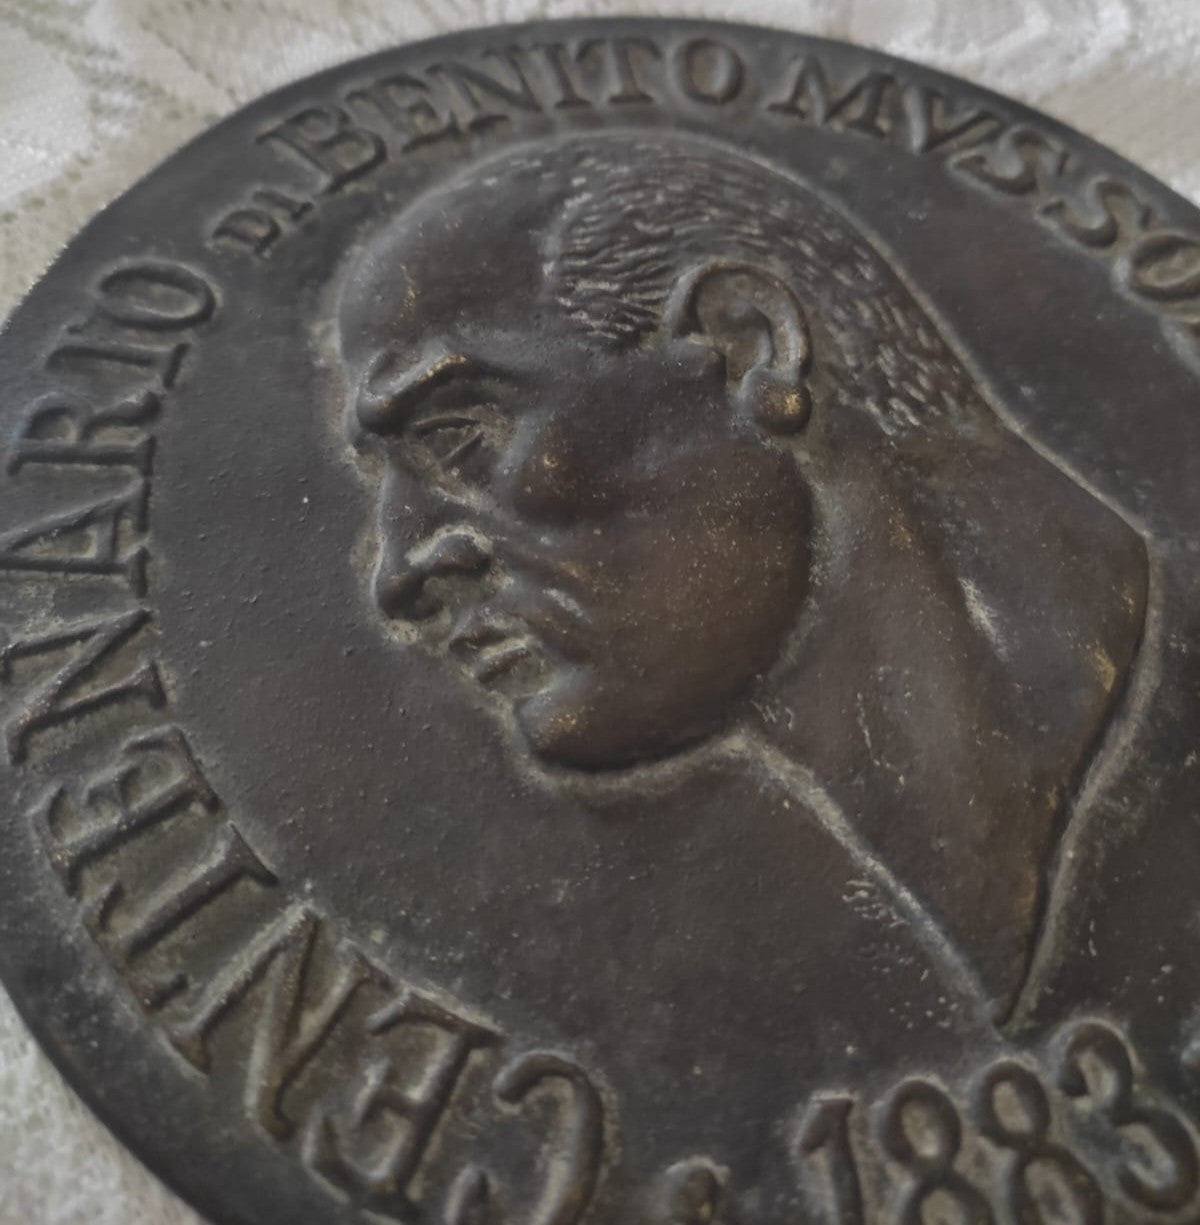 CENTENARIO DI BENITO MVSSO
1883